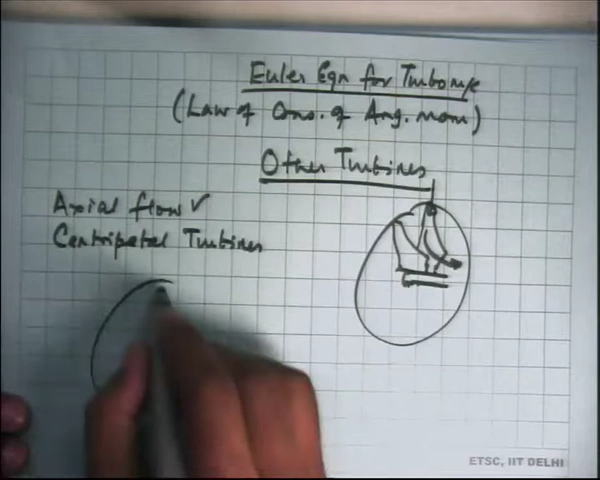 Euler Eqn for Turbomc
(Law of Cons. of Ang. mom)
Other Turbines
Axial flow ✓
Centripetal Turbines
ETSC, IIT DELHI